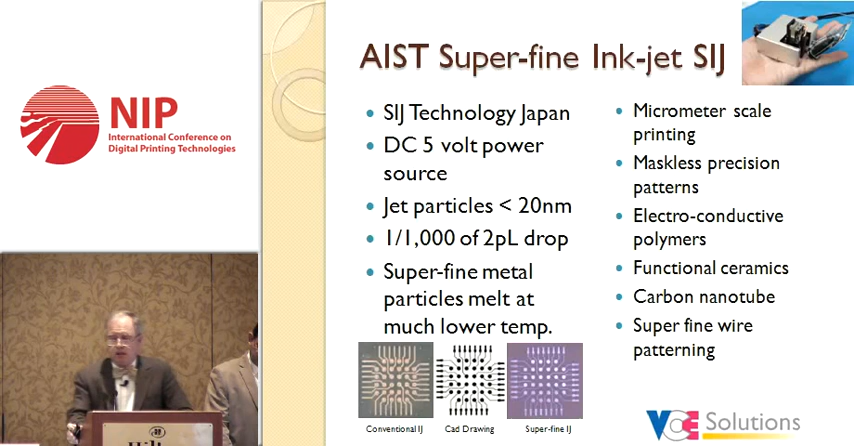 NIP
International Conference on
Digital Printing Technologies
AIST Super-fine Ink-jet SIJ
SIJ Technology Japan
DC 5 volt power
source
Jet particles < 20nm
1/1,000 of 2pL drop
Super-fine metal
particles melt at
much lower temp.
Micrometer scale
printing
Maskless precision
patterns
Electro-conductive
polymers
Functional ceramics
Carbon nanotube
Super fine wire
patterning
Conventional IJ
Cad Drawing
Super-fine IJ
VCE Solutions